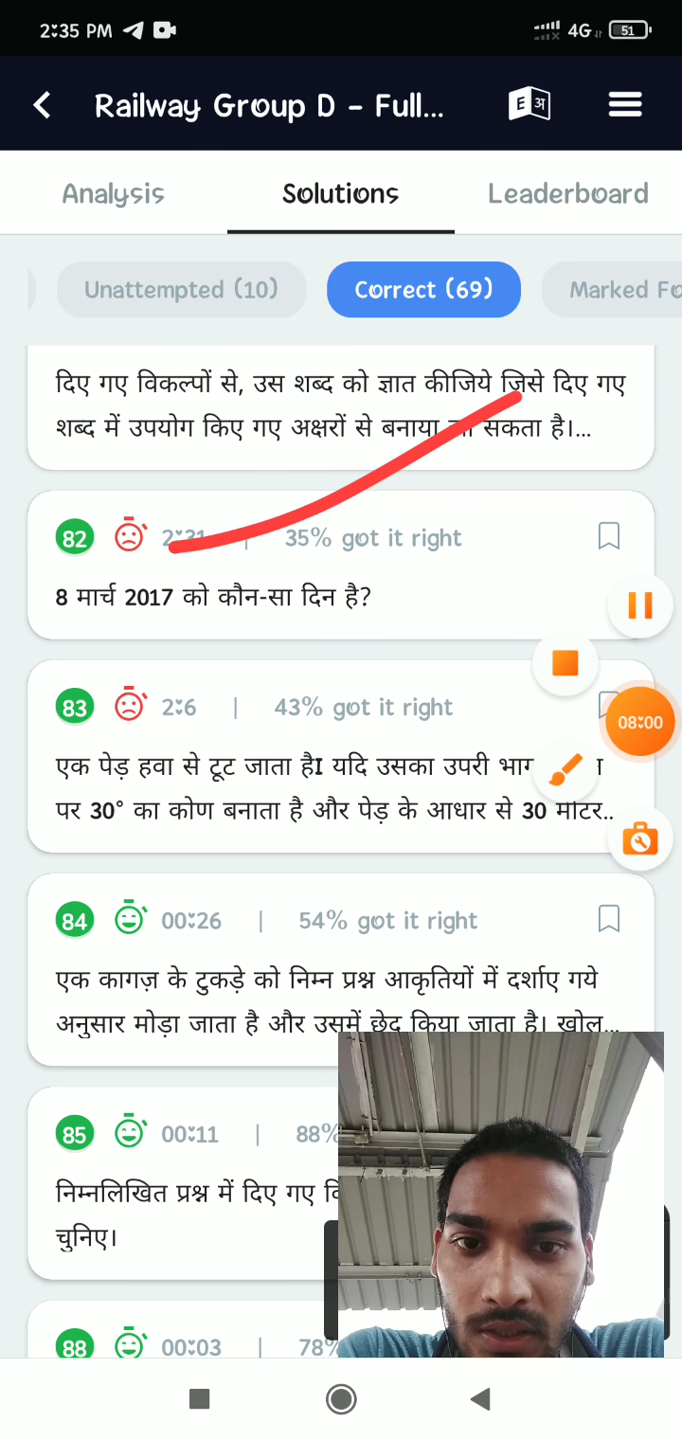 2:35 PM 4G 51
Railway Group D - Full... E अ
Analysis Solutions Leaderboard
Unattempted (10) Correct (69) Marked Fo
दिए गए विकल्पों से, उस शब्द को ज्ञात कीजिये जिसे दिए गए
शब्द में उपयोग किए गए अक्षरों से बनाया जा सकता है।...
82 2:31 | 35% got it right
8 मार्च 2017 को कौन-सा दिन है?
83 2:6 | 43% got it right
08:00
एक पेड़ हवा से टूट जाता हैI यदि उसका उपरी भाग
पर 30° का कोण बनाता है और पेड़ के आधार से 30 मीटर..
84 00:26 | 54% got it right
एक कागज़ के टुकड़े को निम्न प्रश्न आकृतियों में दर्शाए गये
अनुसार मोड़ा जाता है और उसमें छेद किया जाता है। खोल...
85 00:11 | 88%
निम्नलिखित प्रश्न में दिए गए
चुनिए।
88 00:03 | 78%